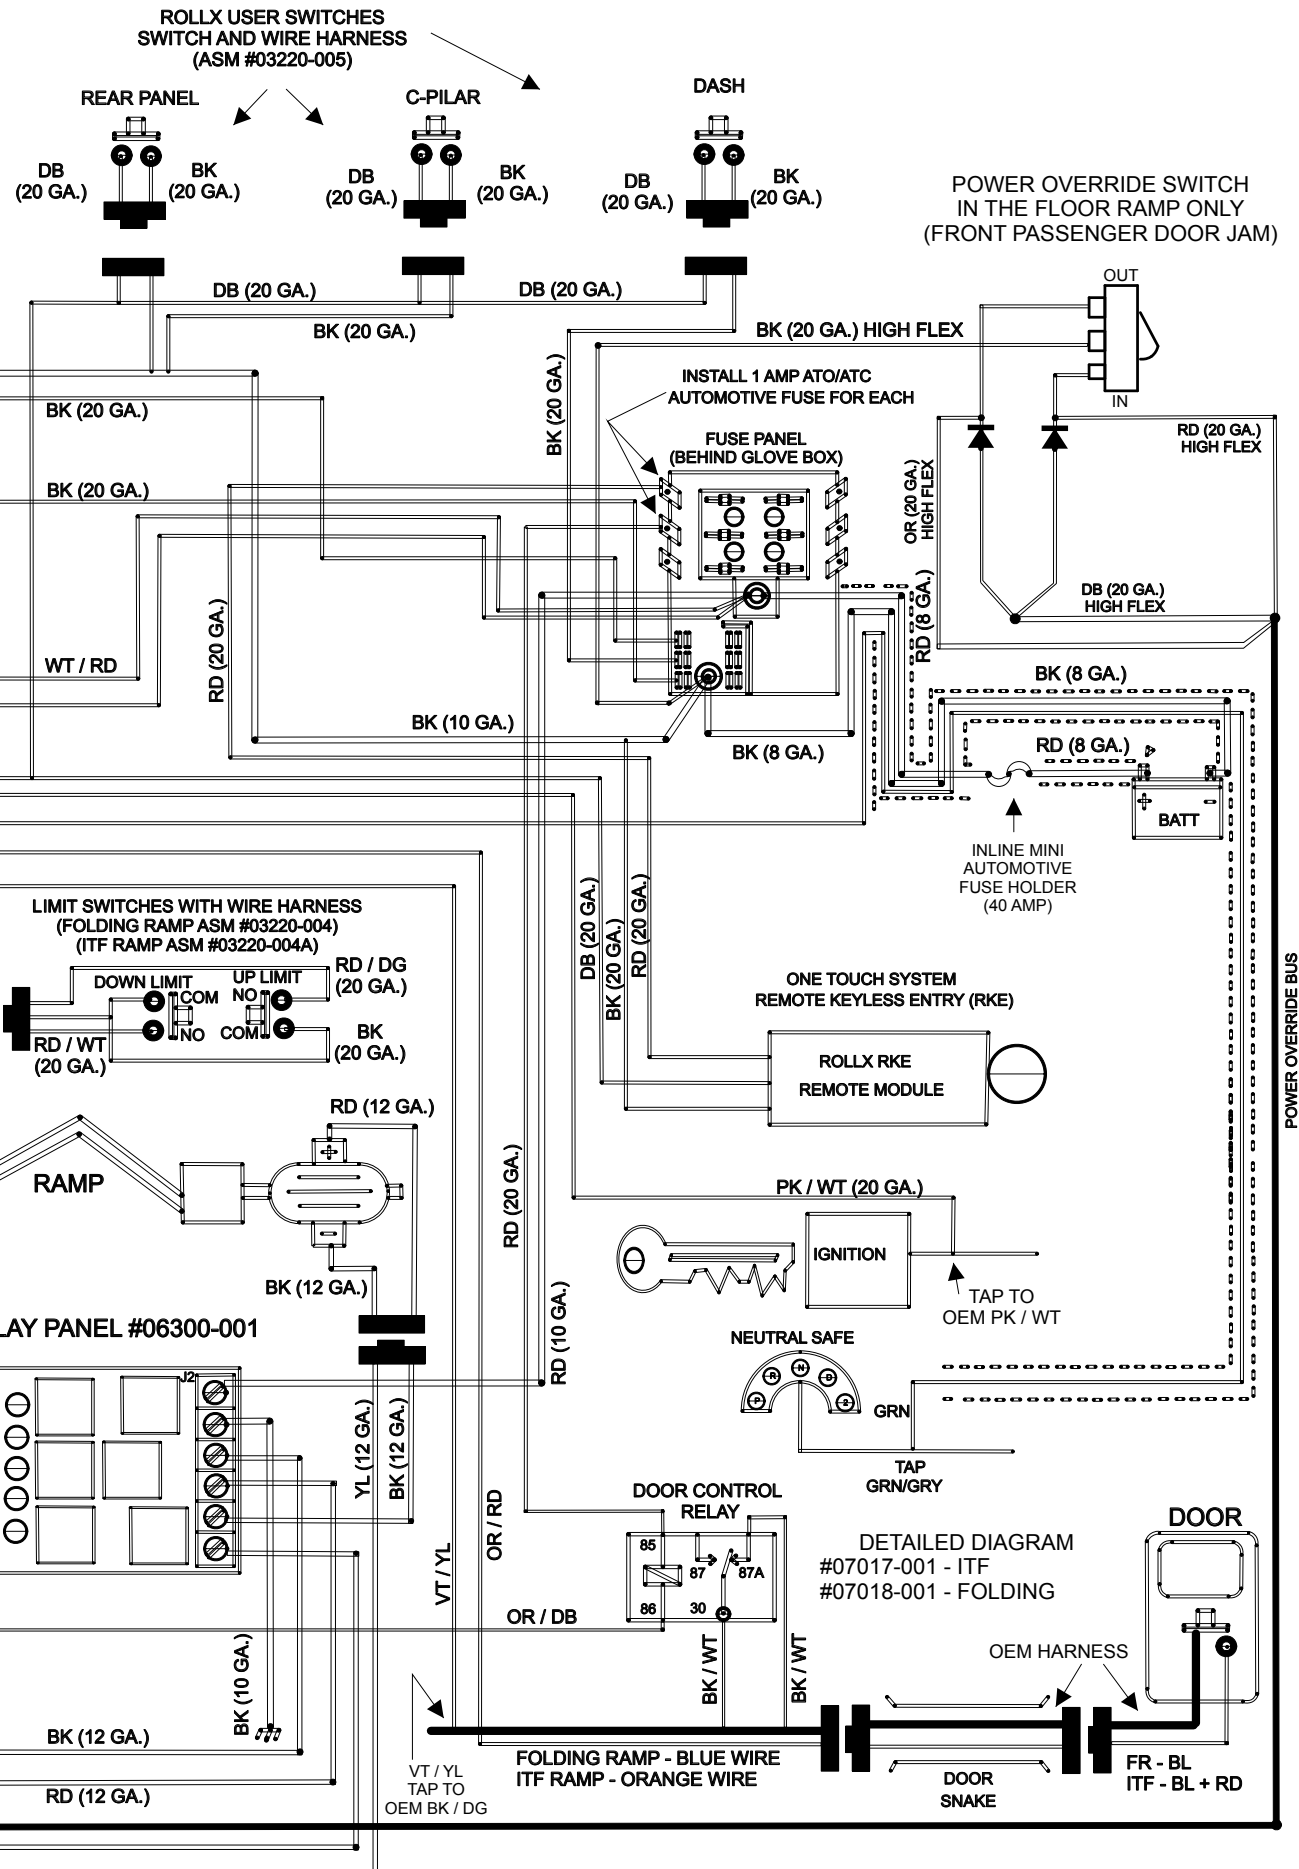 ROLLX USER SWITCHES
SWITCH AND WIRE HARNESS
(ASM #03220-005)
REAR PANEL
C-PILAR
DASH
DB
(20 GA.)
BK
(20 GA.)
DB
(20 GA.)
BK
(20 GA.)
DB
(20 GA.)
BK
(20 GA.)
POWER OVERRIDE SWITCH
IN THE FLOOR RAMP ONLY
(FRONT PASSENGER DOOR JAM)
OUT
IN
DB (20 GA.)
DB (20 GA.)
BK (20 GA.)
BK (20 GA.) HIGH FLEX
BK (20 GA.)
INSTALL 1 AMP ATO/ATC
AUTOMOTIVE FUSE FOR EACH
BK (20 GA.)
FUSE PANEL
(BEHIND GLOVE BOX)
RD (20 GA.)
HIGH FLEX
OR (20 GA.)
HIGH FLEX
BK (20 GA.)
DB (20 GA.)
HIGH FLEX
RD (8 GA.)
RD (20 GA.)
WT / RD
BK (8 GA.)
BK (10 GA.)
BK (8 GA.)
RD (8 GA.)
+
-
BATT
INLINE MINI
AUTOMOTIVE
FUSE HOLDER
(40 AMP)
LIMIT SWITCHES WITH WIRE HARNESS
(FOLDING RAMP ASM #03220-004)
(ITF RAMP ASM #03220-004A)
DOWN LIMIT
COM
NO
UP LIMIT
NO
COM
RD / DG
(20 GA.)
RD / WT
(20 GA.)
BK
(20 GA.)
DB (20 GA.)
BK (20 GA.)
RD (20 GA.)
ONE TOUCH SYSTEM
REMOTE KEYLESS ENTRY (RKE)
ROLLX RKE
REMOTE MODULE
POWER OVERRIDE BUS
RD (12 GA.)
+
-
RAMP
BK (12 GA.)
RD (20 GA.)
PK / WT (20 GA.)
IGNITION
TAP TO
OEM PK / WT
LAY PANEL #06300-001
RD (10 GA.)
NEUTRAL SAFE
P
R
N
D
2
GRN
TAP
GRN/GRY
J2
YL (12 GA.)
BK (12 GA.)
VT / YL
OR / RD
DOOR CONTROL
RELAY
85
87
87A
86
30
DETAILED DIAGRAM
#07017-001 - ITF
#07018-001 - FOLDING
DOOR
OR / DB
BK (10 GA.)
BK / WT
BK / WT
OEM HARNESS
BK (12 GA.)
RD (12 GA.)
VT / YL
TAP TO
OEM BK / DG
FOLDING RAMP - BLUE WIRE
ITF RAMP - ORANGE WIRE
DOOR
SNAKE
FR - BL
ITF - BL + RD